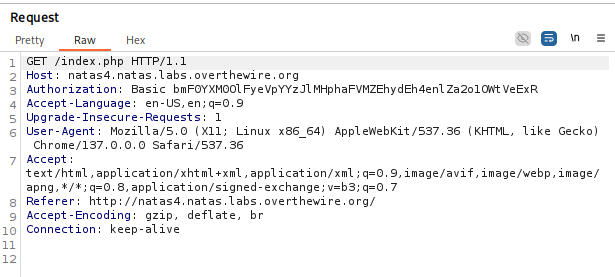 Request
Pretty Raw Hex
\n
1 GET /index.php HTTP/1.1
2 Host: natas4.natas.labs.overthewire.org
3 Authorization: Basic bmF0YXM0OlFyeVpYYzJlMHphaFVMZEhydEh4enlZa2o1OWtVeExR
4 Accept-Language: en-US,en;q=0.9
5 Upgrade-Insecure-Requests: 1
6 User-Agent: Mozilla/5.0 (X11; Linux x86_64) AppleWebKit/537.36 (KHTML, like Gecko)
Chrome/137.0.0.0 Safari/537.36
7 Accept:
text/html,application/xhtml+xml,application/xml;q=0.9,image/avif,image/webp,image/
apng,*/*;q=0.8,application/signed-exchange;v=b3;q=0.7
8 Referer: http://natas4.natas.labs.overthewire.org/
9 Accept-Encoding: gzip, deflate, br
10 Connection: keep-alive
11
12